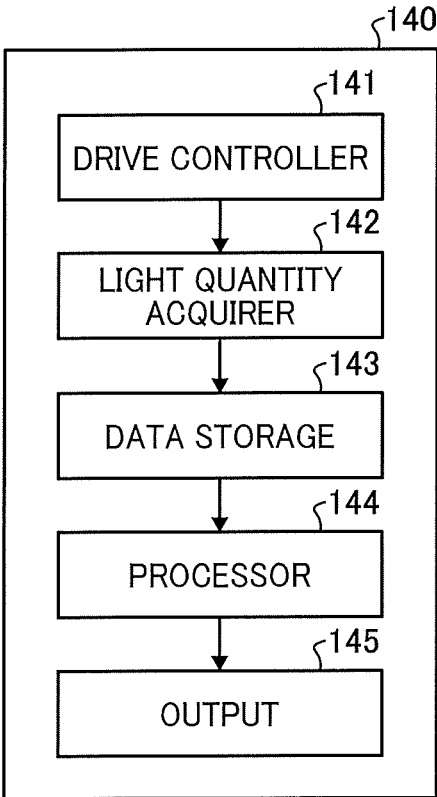 140
141
DRIVE CONTROLLER
142
LIGHT QUANTITY
ACQUIRER
143
DATA STORAGE
144
PROCESSOR
145
OUTPUT